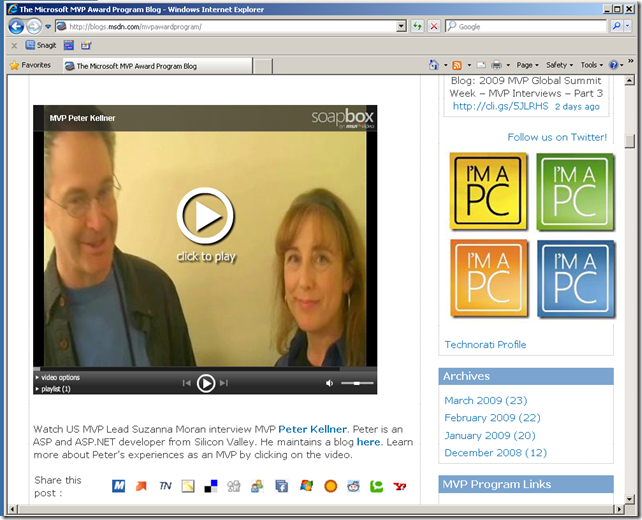 The Microsoft MVP Award Program Blog - Windows Internet Explorer
http://blogs.msdn.com/mvpawardprogram/
Google
Snagit
Favorites
The Microsoft MVP Award Program Blog
Page
Safety
Tools
Blog: 2009 MVP Global Summit
Week – MVP Interviews – Part 3
http://cli.gs/5JLRHS 2 days ago
Follow us on Twitter!
MVP Peter Kellner
soapbox
on msn video
click to play
I'M A
PC
I'M A
PC
I'M A
PC
I'M A
PC
video options
playlist (1)
Technorati Profile
Archives
March 2009 (23)
February 2009 (22)
January 2009 (20)
December 2008 (12)
MVP Program Links
Watch US MVP Lead Suzanna Moran interview MVP Peter Kellner. Peter is an
ASP and ASP.NET developer from Silicon Valley. He maintains a blog here. Learn
more about Peter's experiences as an MVP by clicking on the video.
Share this
post :
M
TN
Y!